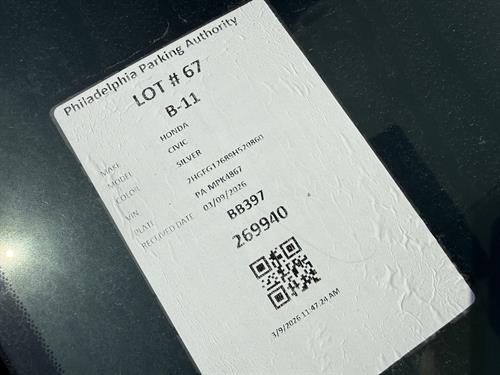 Philadelphia Parking Authority
LOT # 67
B-11
MAKE HONDA
MODEL CIVIC
COLOR SILVER
VIN 2HGFG12689H520860
PLATE PA MPK4867
RECEIVED DATE 03/09/2026
BB397
269940
3/9/2026 11:47:24 AM